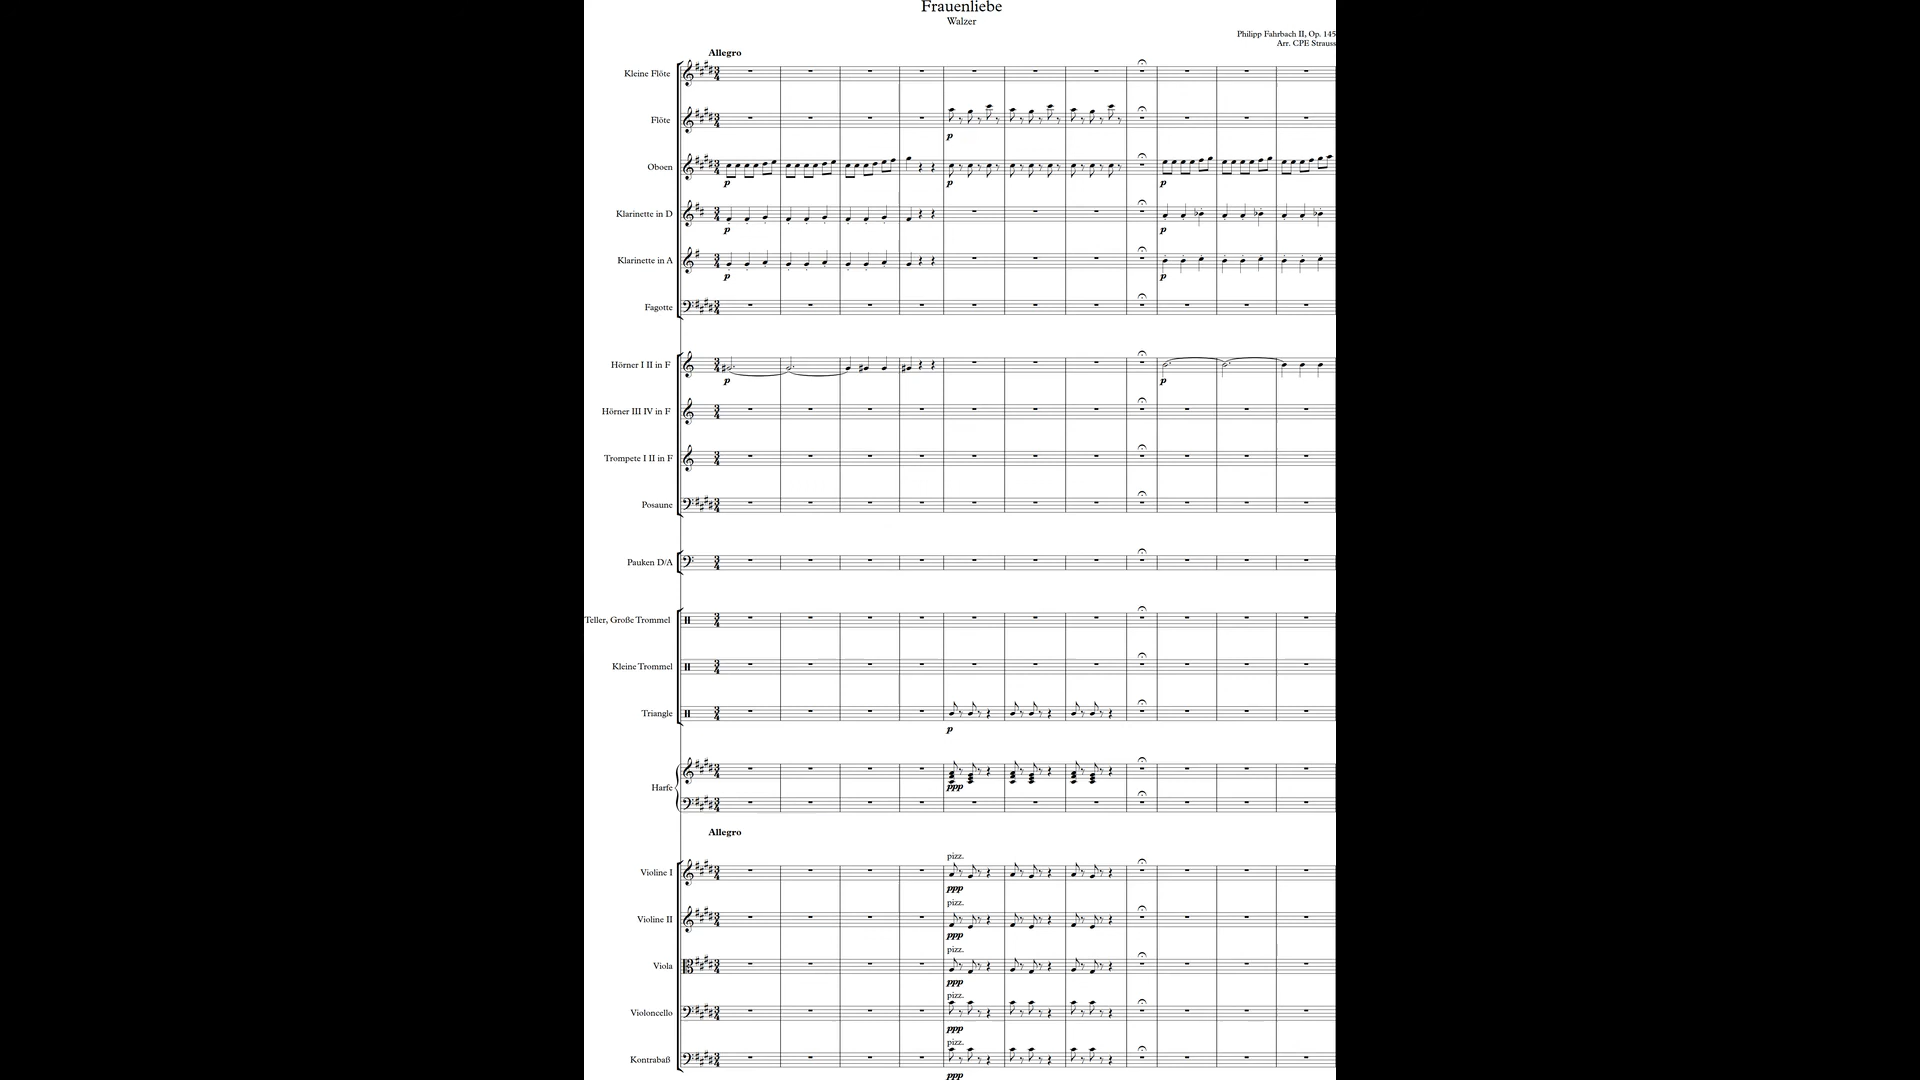 Frauenliebe
Walzer
Philipp Fahrbach II, Op. 145
Arr. CPE Strauss
Allegro
Kleine Flöte
Flöte
p
Oboen
p p p
Klarinette in D
p p
Klarinette in A
p p
Fagotte
Hörner I II in F
p p
Hörner III IV in F
Trompete I II in F
Posaune
Pauken D/A
Teller, Große Trommel
Kleine Trommel
Triangle
p
Harfe
ppp
Allegro
pizz.
Violine I
ppp
pizz.
Violine II
ppp
pizz.
Viola
ppp
pizz.
Violoncello
ppp
pizz.
Kontrabaß
ppp